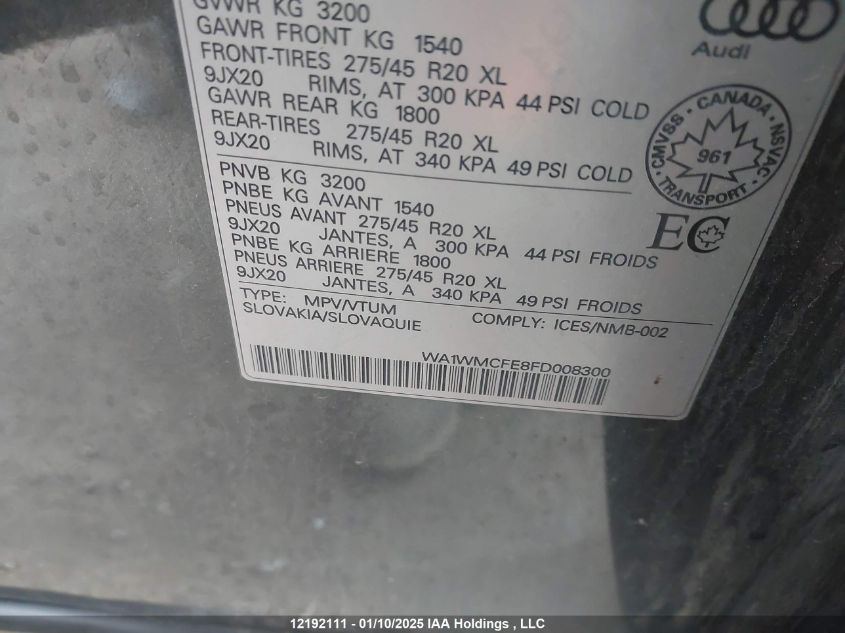 GVWR KG 3200
GAWR FRONT KG 1540
FRONT-TIRES 275/45 R20 XL
9JX20 RIMS, AT 300 KPA 44 PSI COLD
GAWR REAR KG 1800
REAR-TIRES 275/45 R20 XL
9JX20 RIMS, AT 340 KPA 49 PSI COLD
Audi
CMVSS · CANADA · NSVAC
961
TRANSPORT
PNVB KG 3200
PNBE KG AVANT 1540
PNEUS AVANT 275/45 R20 XL
9JX20 JANTES, A 300 KPA 44 PSI FROIDS
PNBE KG ARRIERE 1800
PNEUS ARRIERE 275/45 R20 XL
9JX20 JANTES, A 340 KPA 49 PSI FROIDS
EC
TYPE: MPV/VTUM COMPLY: ICES/NMB-002
SLOVAKIA/SLOVAQUIE
WA1WMCFE8FD008300
12192111 - 01/10/2025 IAA Holdings , LLC